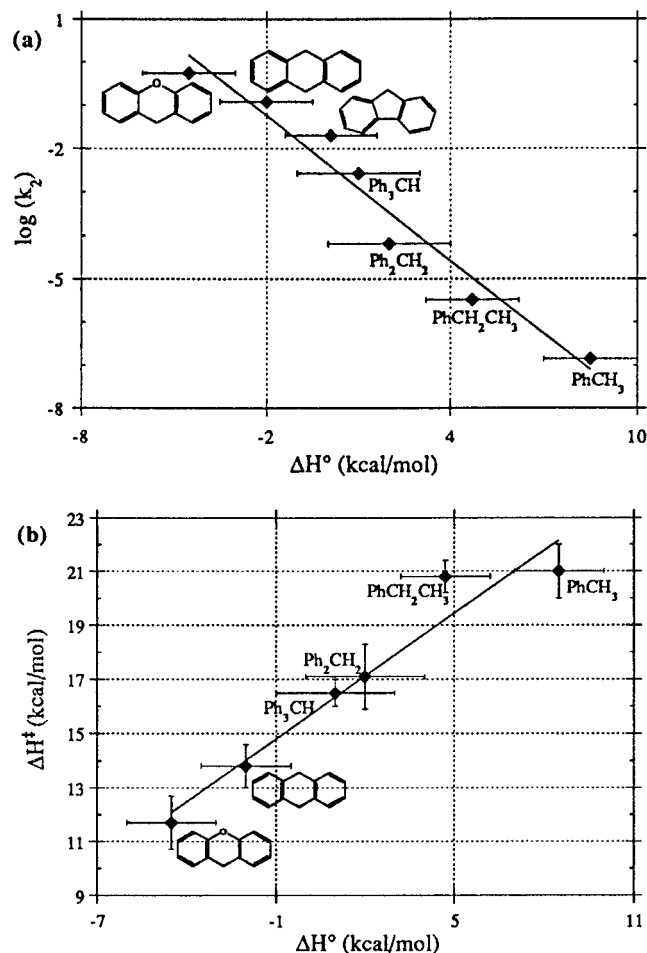 (a)
1
O
-2
log (k₂)
Ph₃CH
Ph₂CH₂
-5
PhCH₂CH₃
PhCH₃
-8
-8 -2 4 10
ΔH° (kcal/mol)
(b)
23
21
PhCH₂CH₃
PhCH₃
19
ΔH‡ (kcal/mol)
17
Ph₂CH₂
Ph₃CH
15
13
O
11
9
-7 -1 5 11
ΔH° (kcal/mol)